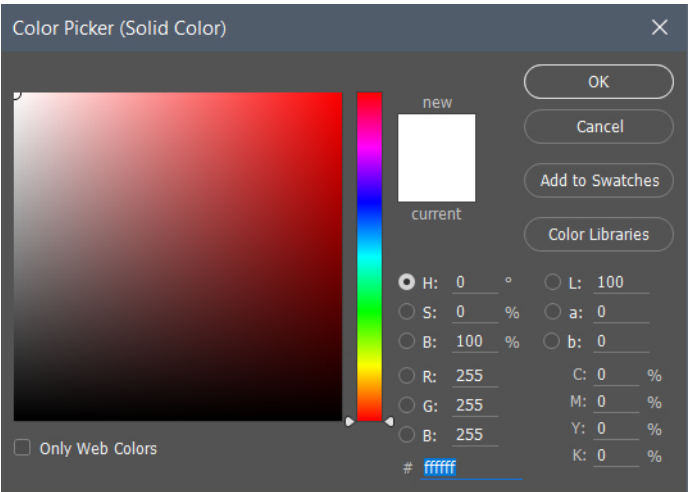 Color Picker (Solid Color)
OK
new
Cancel
Add to Swatches
current
Color Libraries
H: 0 °
L: 100
S: 0 %
a: 0
B: 100 %
b: 0
R: 255
C: 0 %
G: 255
M: 0 %
B: 255
Y: 0 %
Only Web Colors
# ffffff
K: 0 %